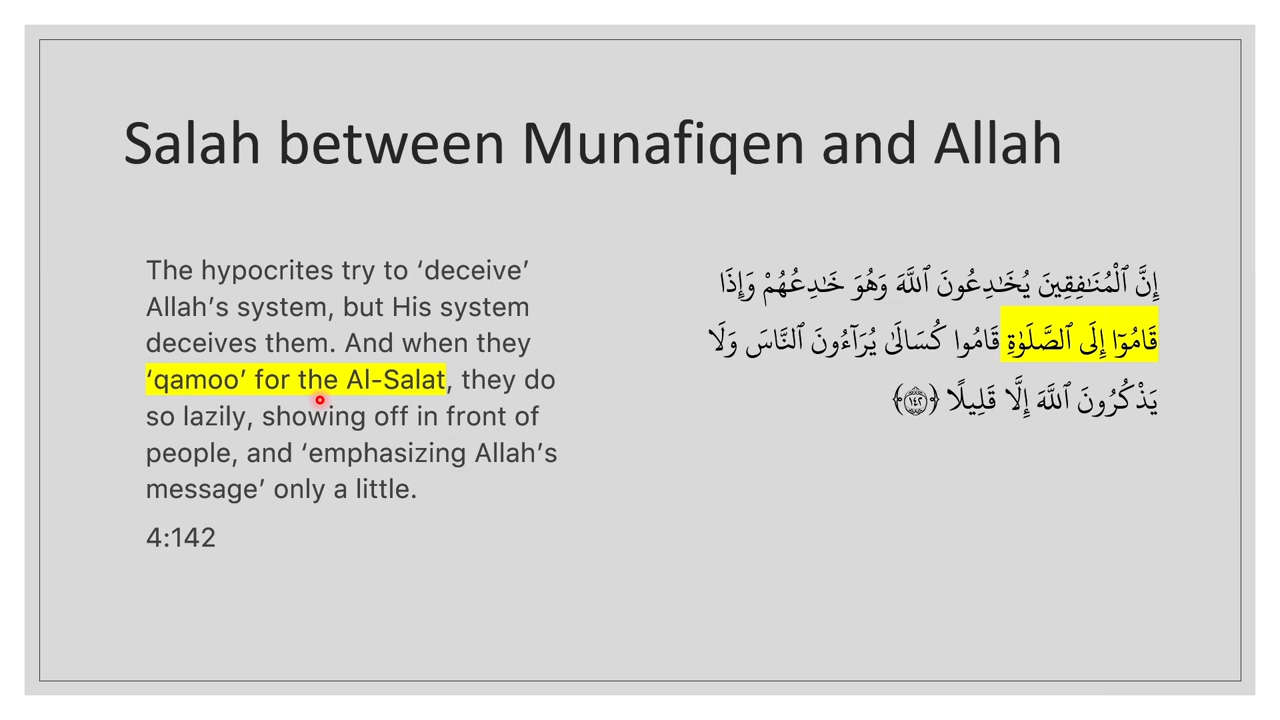 Salah between Munafiqen and Allah
The hypocrites try to ‘deceive’
Allah’s system, but His system
deceives them. And when they
‘qamoo’ for the Al-Salat, they do
so lazily, showing off in front of
people, and ‘emphasizing Allah’s
message’ only a little.
4:142
إِنَّ ٱلْمُنَـٰفِقِينَ يُخَـٰدِعُونَ ٱللَّهَ وَهُوَ خَـٰدِعُهُمْ وَإِذَا
قَامُوٓا۟ إِلَى ٱلصَّلَوٰةِ قَامُوا۟ كُسَالَىٰ يُرَآءُونَ ٱلنَّاسَ وَلَا
يَذْكُرُونَ ٱللَّهَ إِلَّا قَلِيلًا ﴿١٤٢﴾